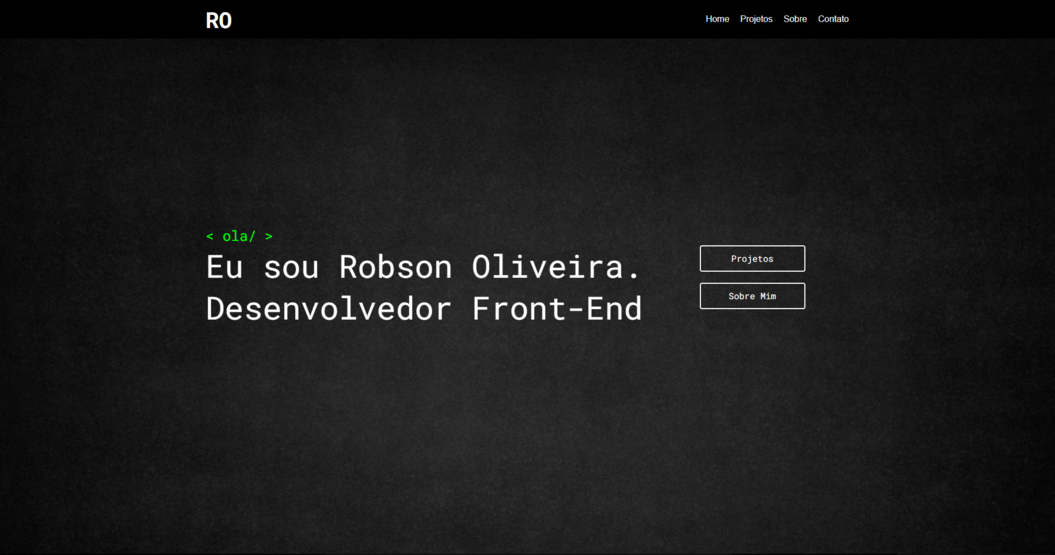 RO
Home Projetos Sobre Contato
< ola/ >
Eu sou Robson Oliveira.
Desenvolvedor Front-End
Projetos
Sobre Mim